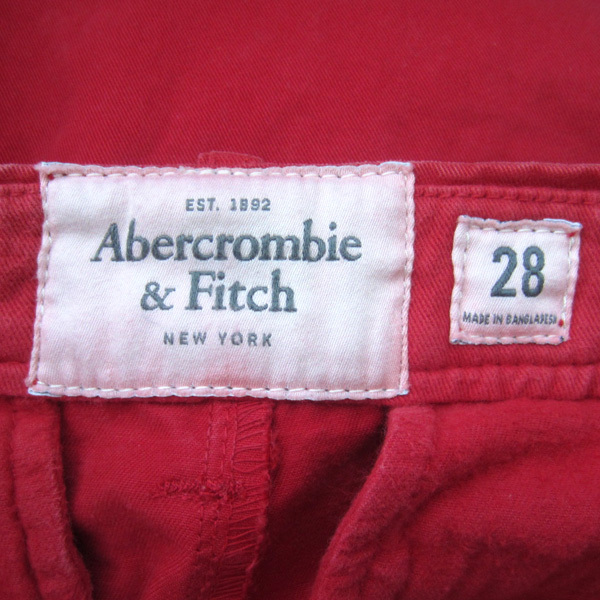 EST. 1892
Abercrombie
& Fitch
NEW YORK
28
MADE IN BANGLADESH